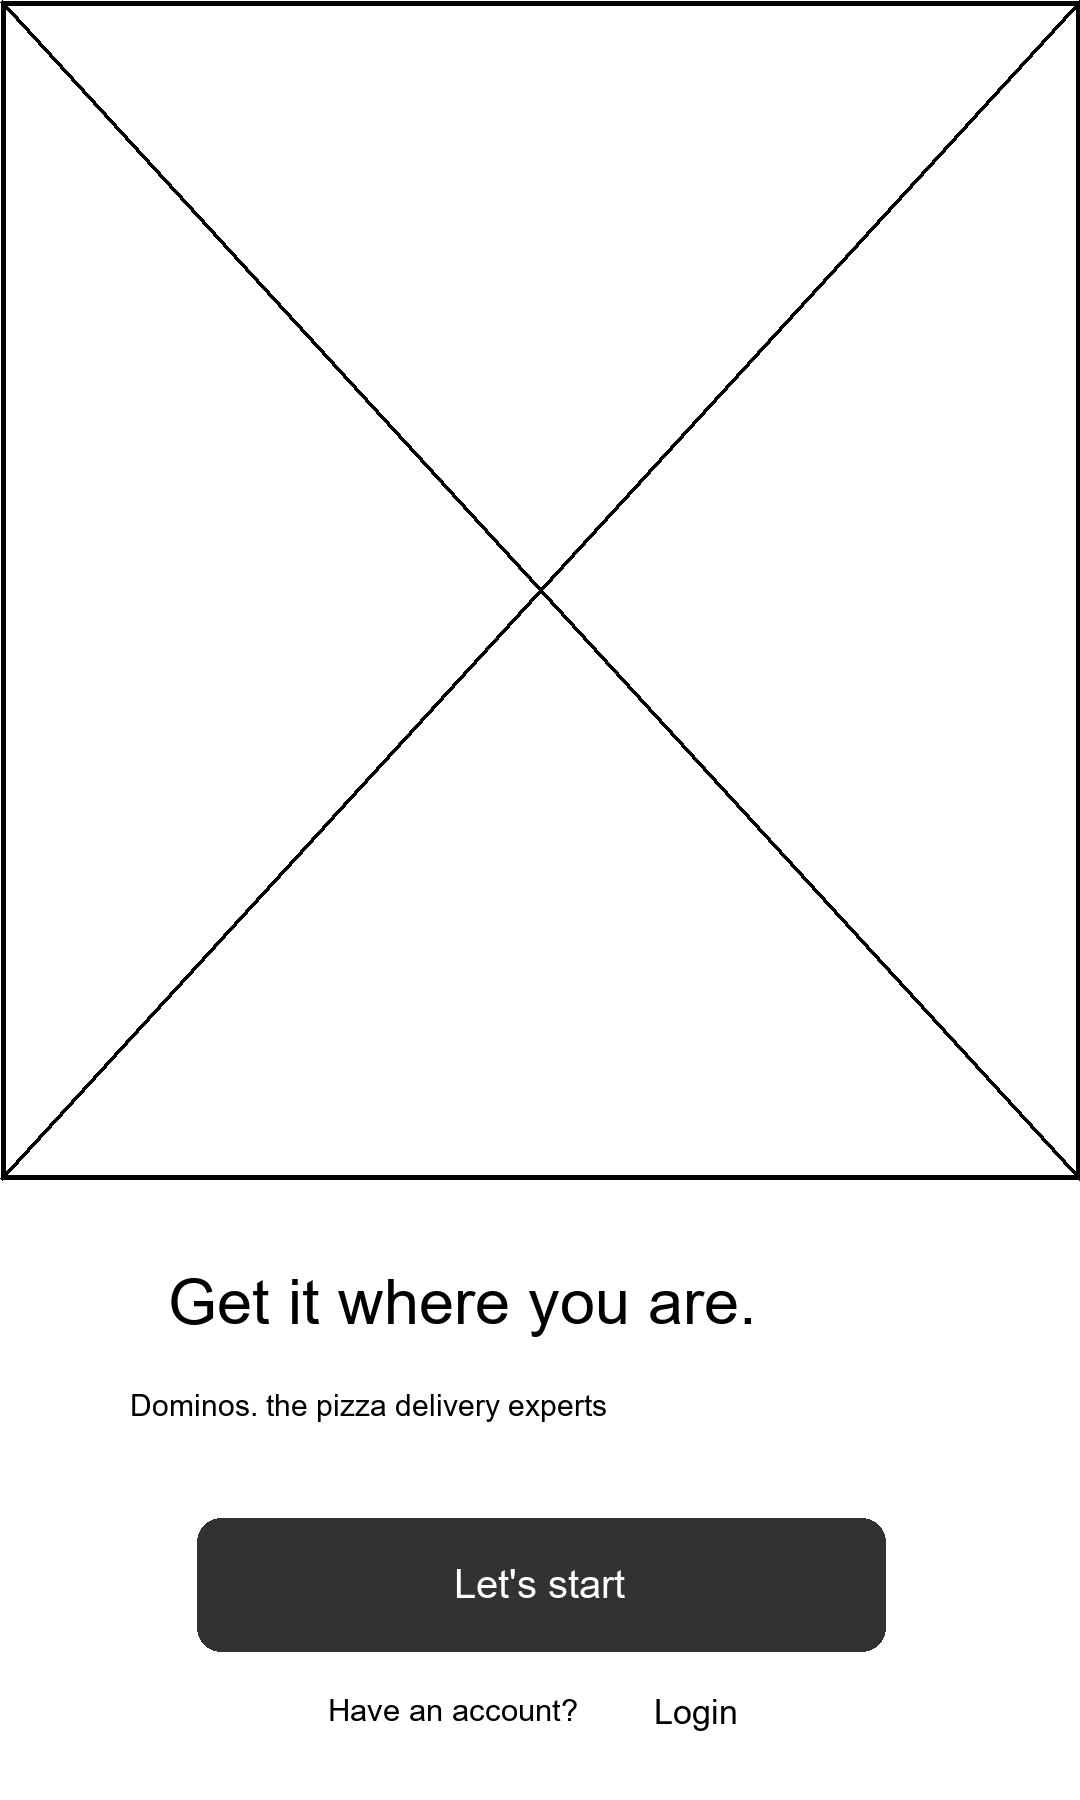 Get it where you are.
Dominos. the pizza delivery experts
Let's start
Have an account? Login